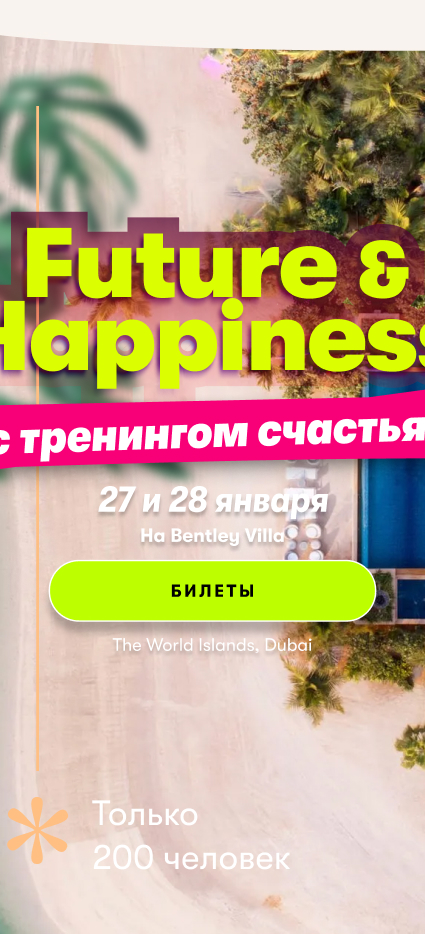 Future &
Happiness
с тренингом счастья
27 и 28 января
На Bentley Villa
БИЛЕТЫ
The World Islands, Dubai
Только
200 человек